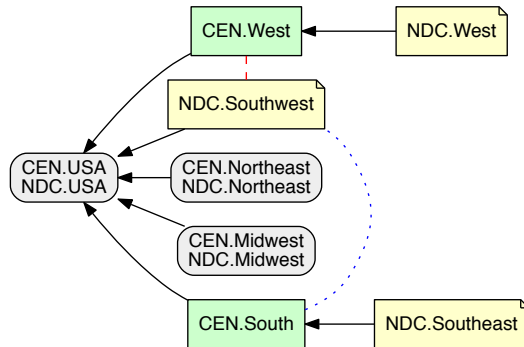 CEN.West
NDC.West
NDC.Southwest
CEN.USA
NDC.USA
CEN.Northeast
NDC.Northeast
CEN.Midwest
NDC.Midwest
CEN.South
NDC.Southeast